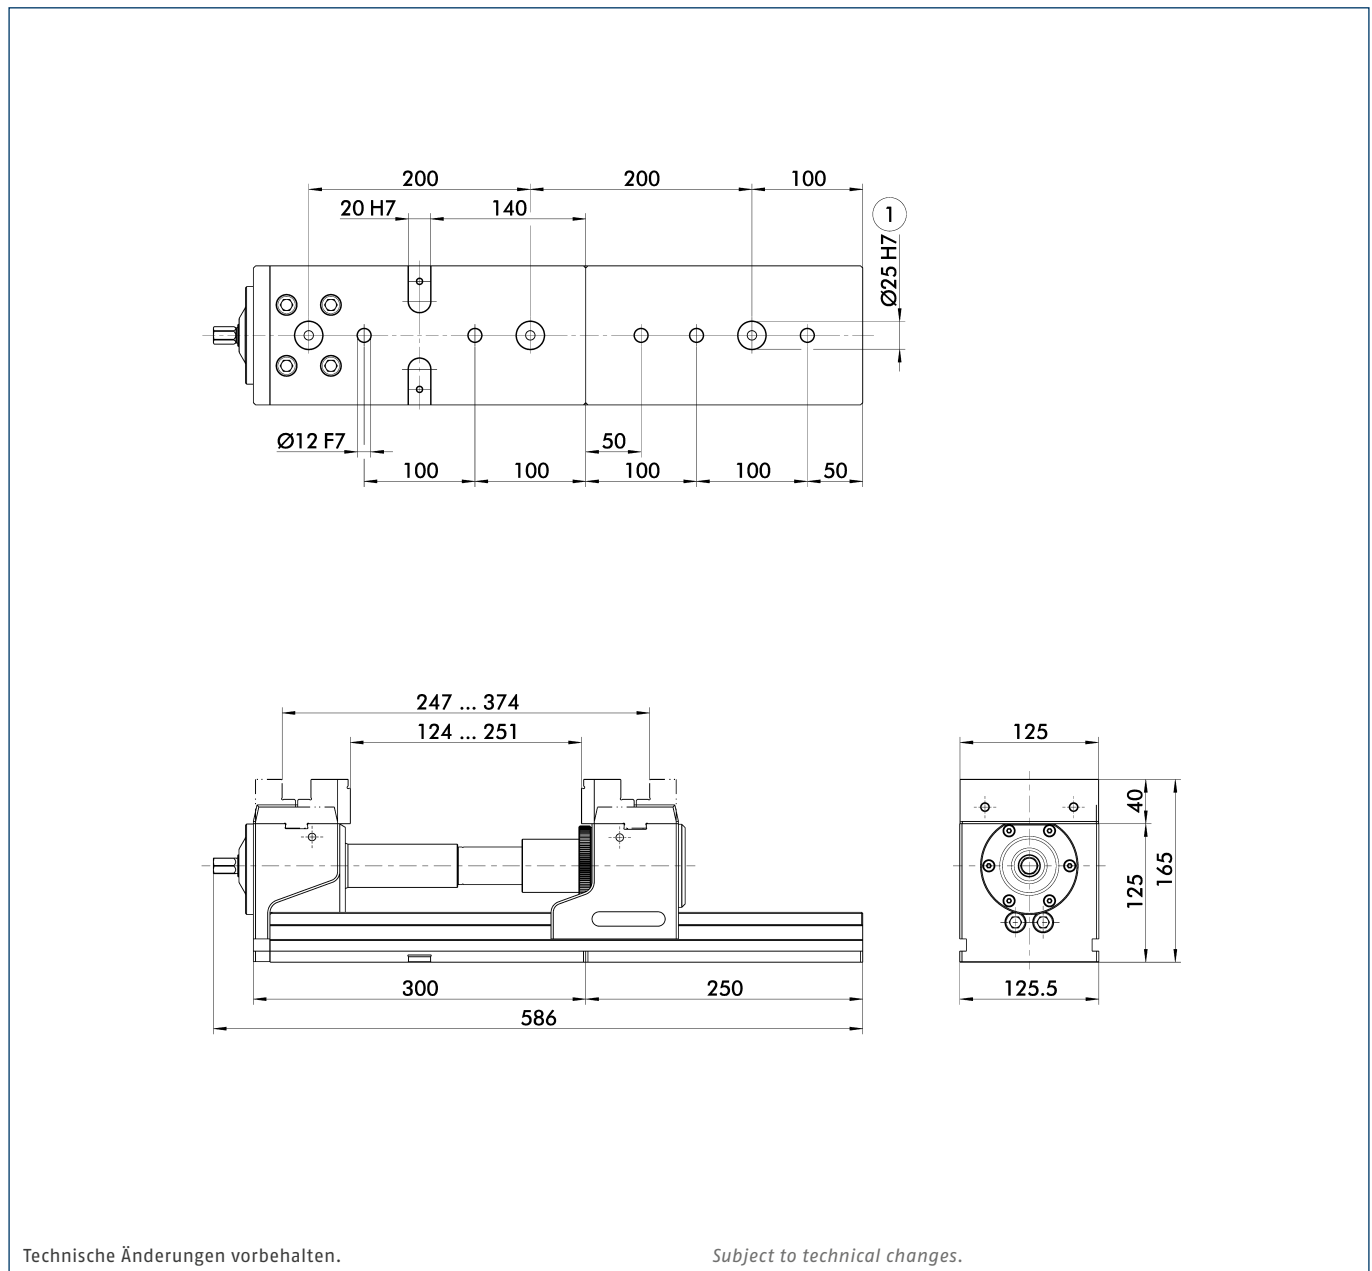 200 200 100
20 H7 140
1
Ø25 H7
Ø12 F7 50
100 100 100 100 50
247 ... 374
124 ... 251 125
40
125
165
300 250 125.5
586
Technische Änderungen vorbehalten. Subject to technical changes.